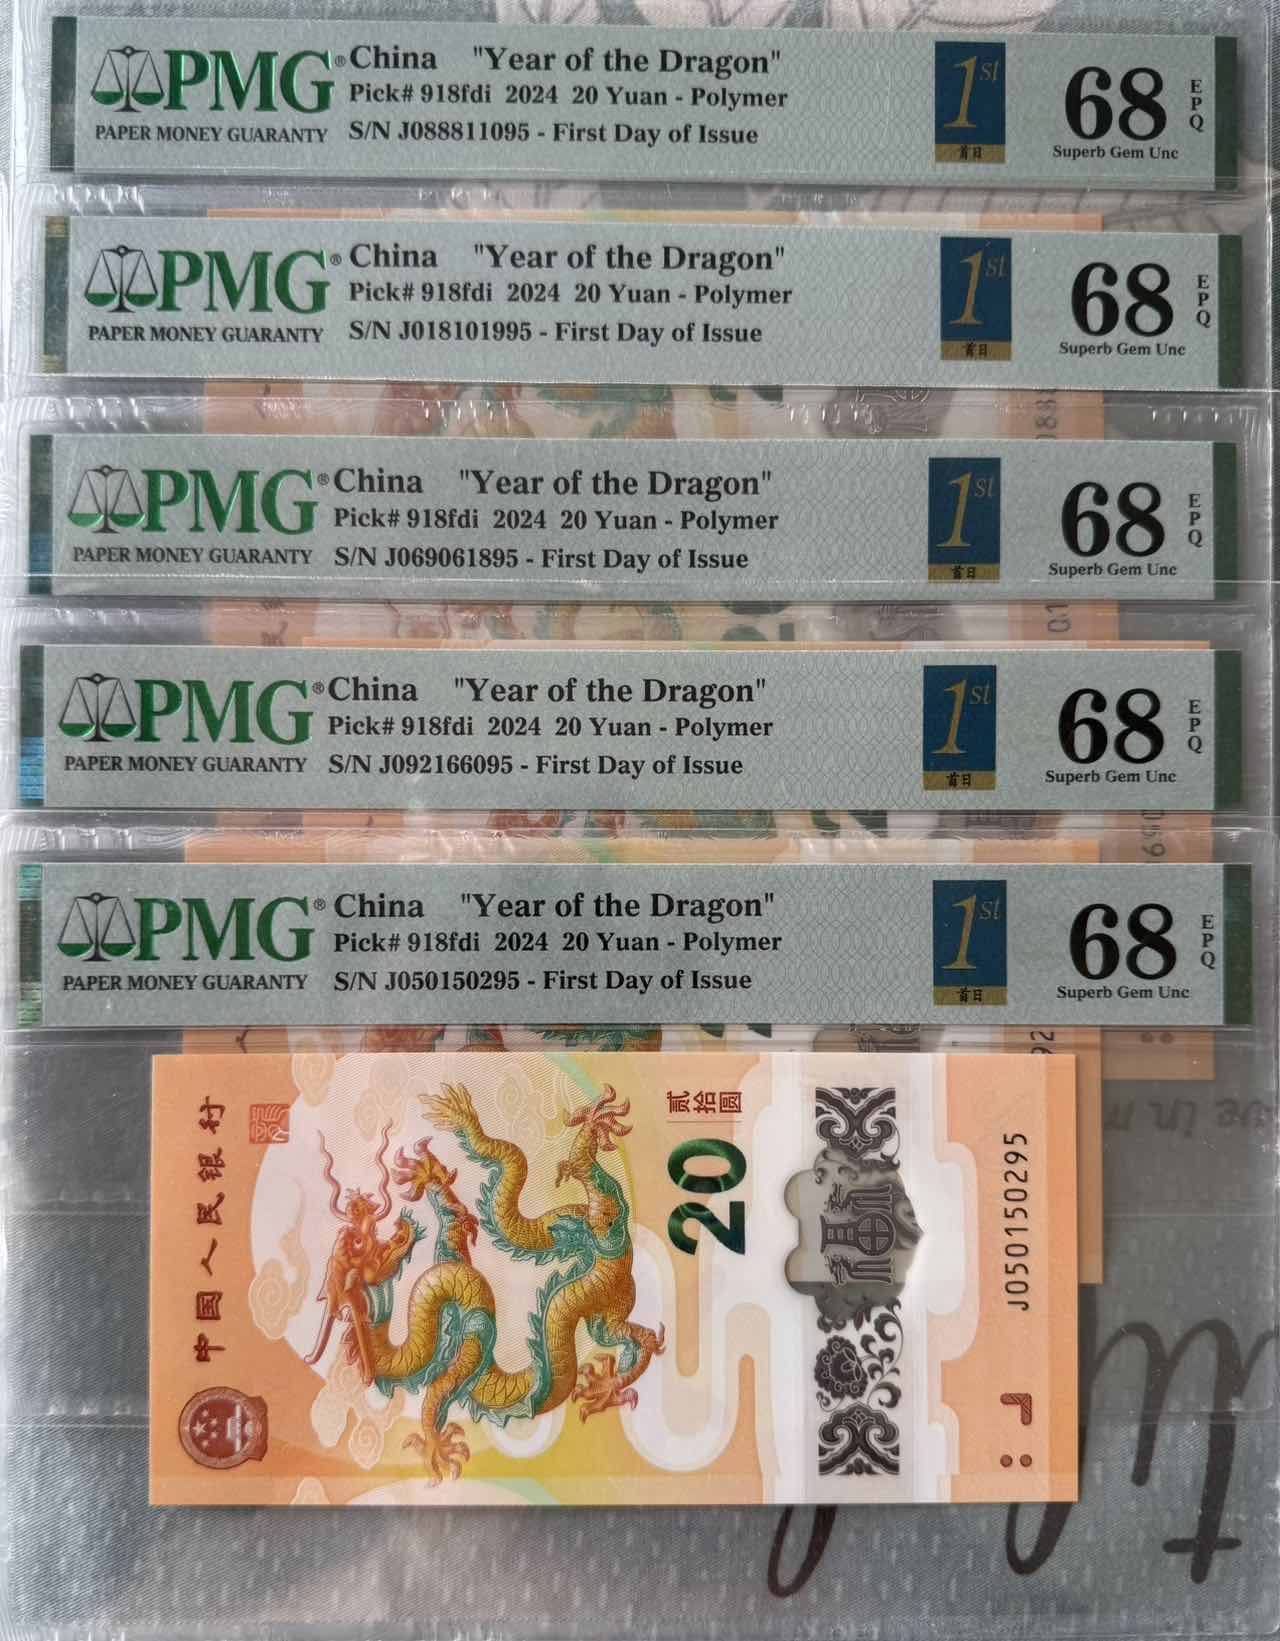 PMG® China "Year of the Dragon"
Pick# 918fdi 2024 20 Yuan - Polymer
PAPER MONEY GUARANTY S/N J088811095 - First Day of Issue
1st
首日
68
EPQ
Superb Gem Unc
PMG® China "Year of the Dragon"
Pick# 918fdi 2024 20 Yuan - Polymer
PAPER MONEY GUARANTY S/N J018101995 - First Day of Issue
1st
首日
68
EPQ
Superb Gem Unc
PMG® China "Year of the Dragon"
Pick# 918fdi 2024 20 Yuan - Polymer
PAPER MONEY GUARANTY S/N J069061895 - First Day of Issue
1st
首日
68
EPQ
Superb Gem Unc
PMG® China "Year of the Dragon"
Pick# 918fdi 2024 20 Yuan - Polymer
PAPER MONEY GUARANTY S/N J092166095 - First Day of Issue
1st
首日
68
EPQ
Superb Gem Unc
PMG® China "Year of the Dragon"
Pick# 918fdi 2024 20 Yuan - Polymer
PAPER MONEY GUARANTY S/N J050150295 - First Day of Issue
1st
首日
68
EPQ
Superb Gem Unc
中国人民银行
贰拾圆
20
J050150295